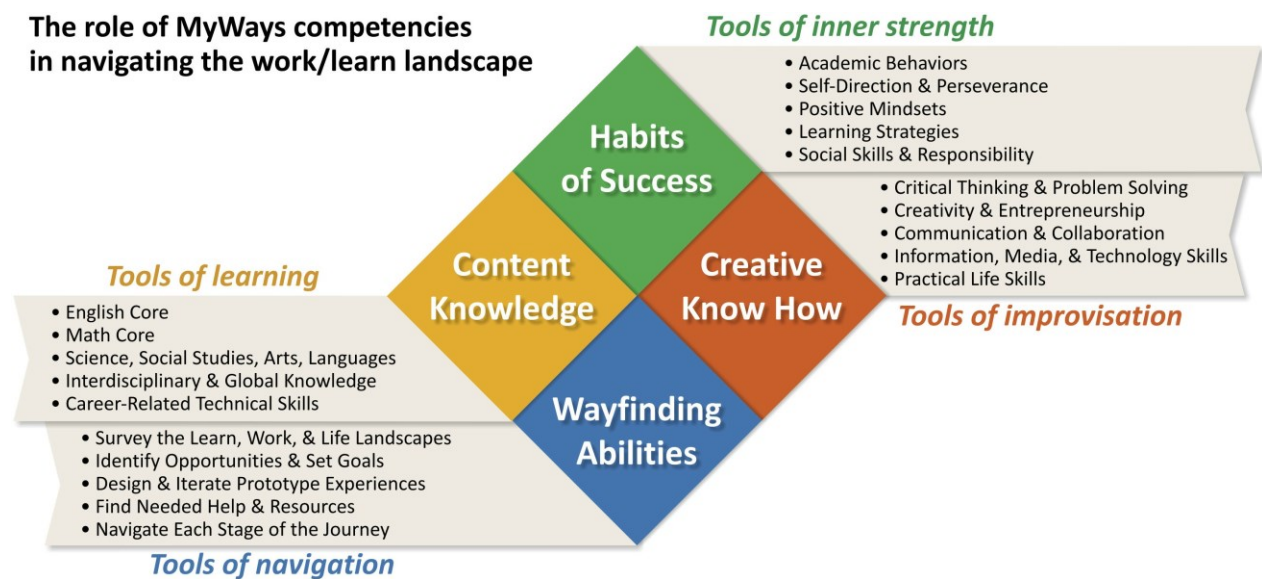 The role of MyWays competencies
in navigating the work/learn landscape
Tools of inner strength
• Academic Behaviors
• Self-Direction & Perseverance
• Positive Mindsets
• Learning Strategies
• Social Skills & Responsibility
Habits
of Success
• Critical Thinking & Problem Solving
• Creativity & Entrepreneurship
• Communication & Collaboration
• Information, Media, & Technology Skills
• Practical Life Skills
Tools of improvisation
Creative
Know How
Content
Knowledge
Tools of learning
• English Core
• Math Core
• Science, Social Studies, Arts, Languages
• Interdisciplinary & Global Knowledge
• Career-Related Technical Skills
Wayfinding
Abilities
• Survey the Learn, Work, & Life Landscapes
• Identify Opportunities & Set Goals
• Design & Iterate Prototype Experiences
• Find Needed Help & Resources
• Navigate Each Stage of the Journey
Tools of navigation